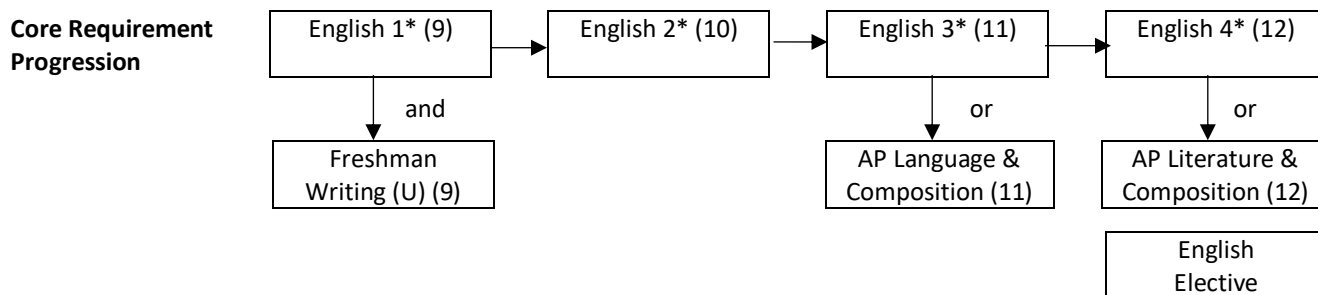 Core Requirement
Progression
English 1* (9)
English 2* (10)
English 3* (11)
English 4* (12)
and
or
or
Freshman
Writing (U) (9)
AP Language &
Composition (11)
AP Literature &
Composition (12)
English
Elective